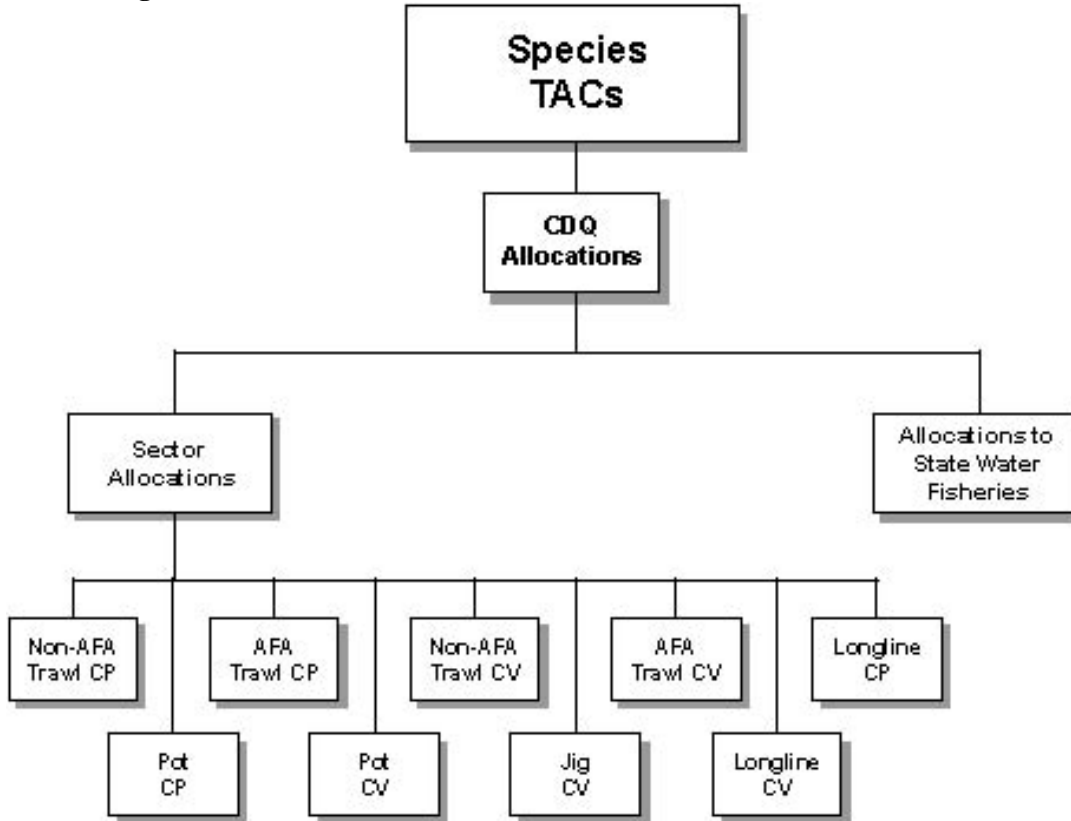 Species
TACs
CDQ
Allocations
Sector
Allocations
Allocations to
State Water
Fisheries
Non-AFA
Trawl CP
AFA
Trawl CP
Non-AFA
Trawl CV
AFA
Trawl CV
Longline
CP
Pot
CP
Pot
CV
Jig
CV
Longline
CV